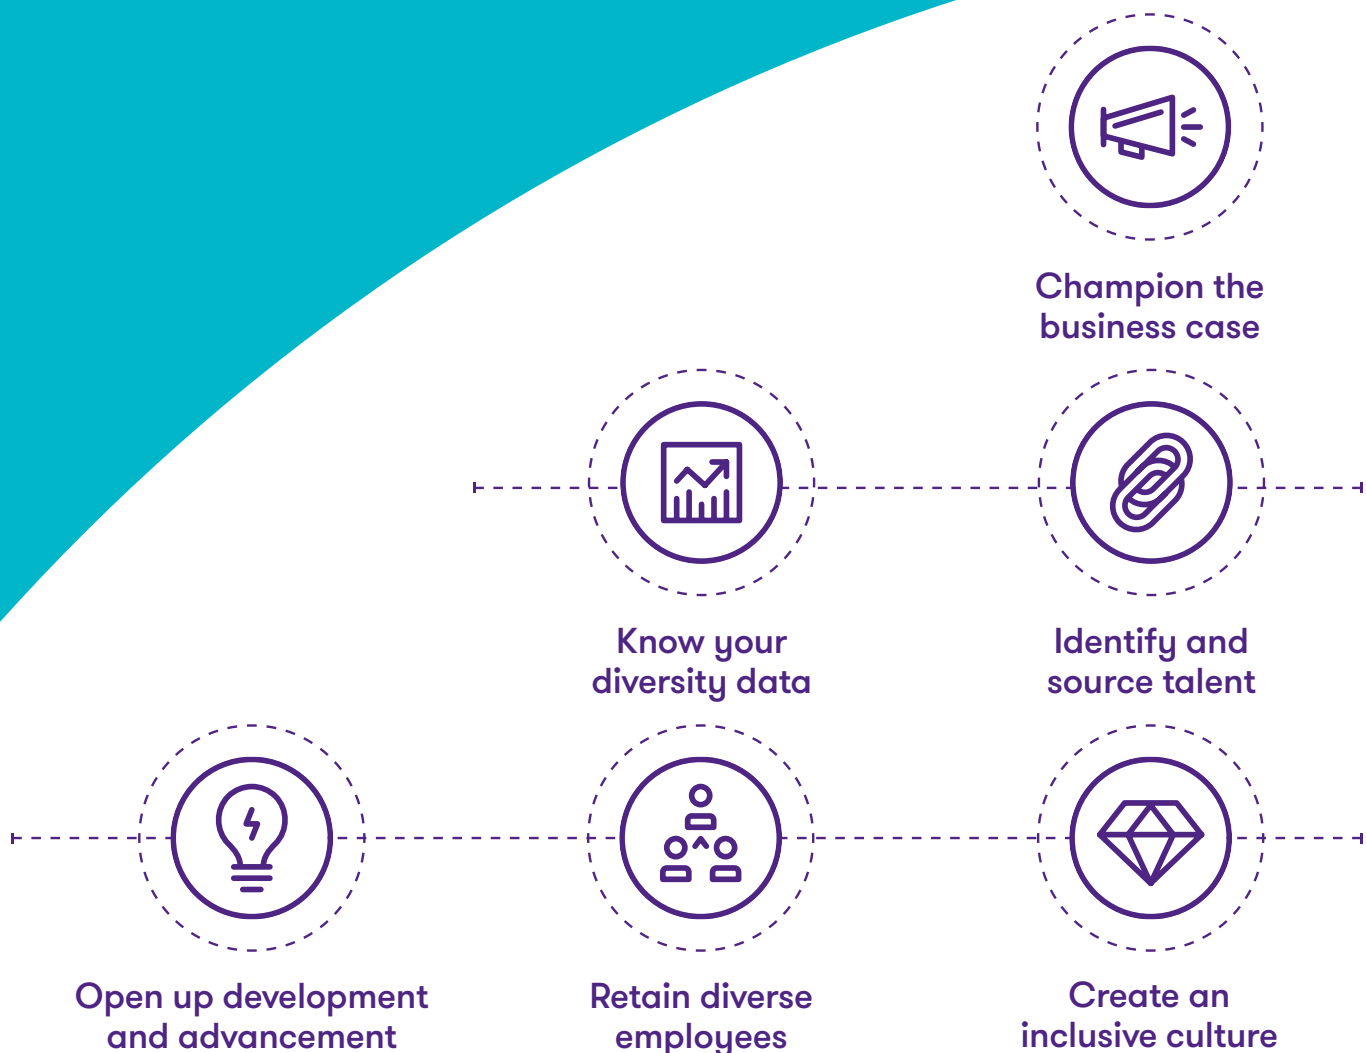 Champion the
business case
Know your
diversity data
Identify and
source talent
Open up development
and advancement
Retain diverse
employees
Create an
inclusive culture